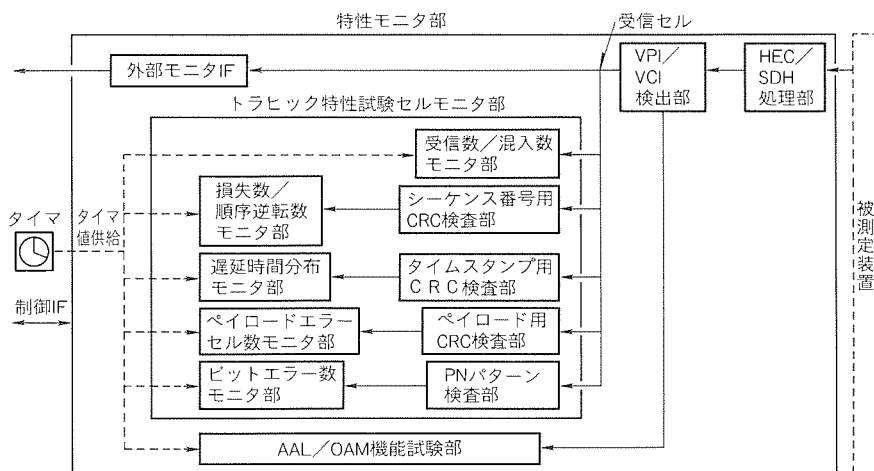 特性モニタ部
受信セル
外部モニタIF
VPI/
VCI
検出部
HEC/
SDH
処理部
トラヒック特性試験セルモニタ部
受信数/混入数
モニタ部
損失数/
順序逆転数
モニタ部
シーケンス番号用
CRC検査部
タイマ
タイマ
値供給
遅延時間分布
モニタ部
タイムスタンプ用
CRC検査部
被測定装置
制御IF
ペイロードエラー
セル数モニタ部
ペイロード用
CRC検査部
ビットエラー数
モニタ部
PNパターン
検査部
AAL/OAM機能試験部